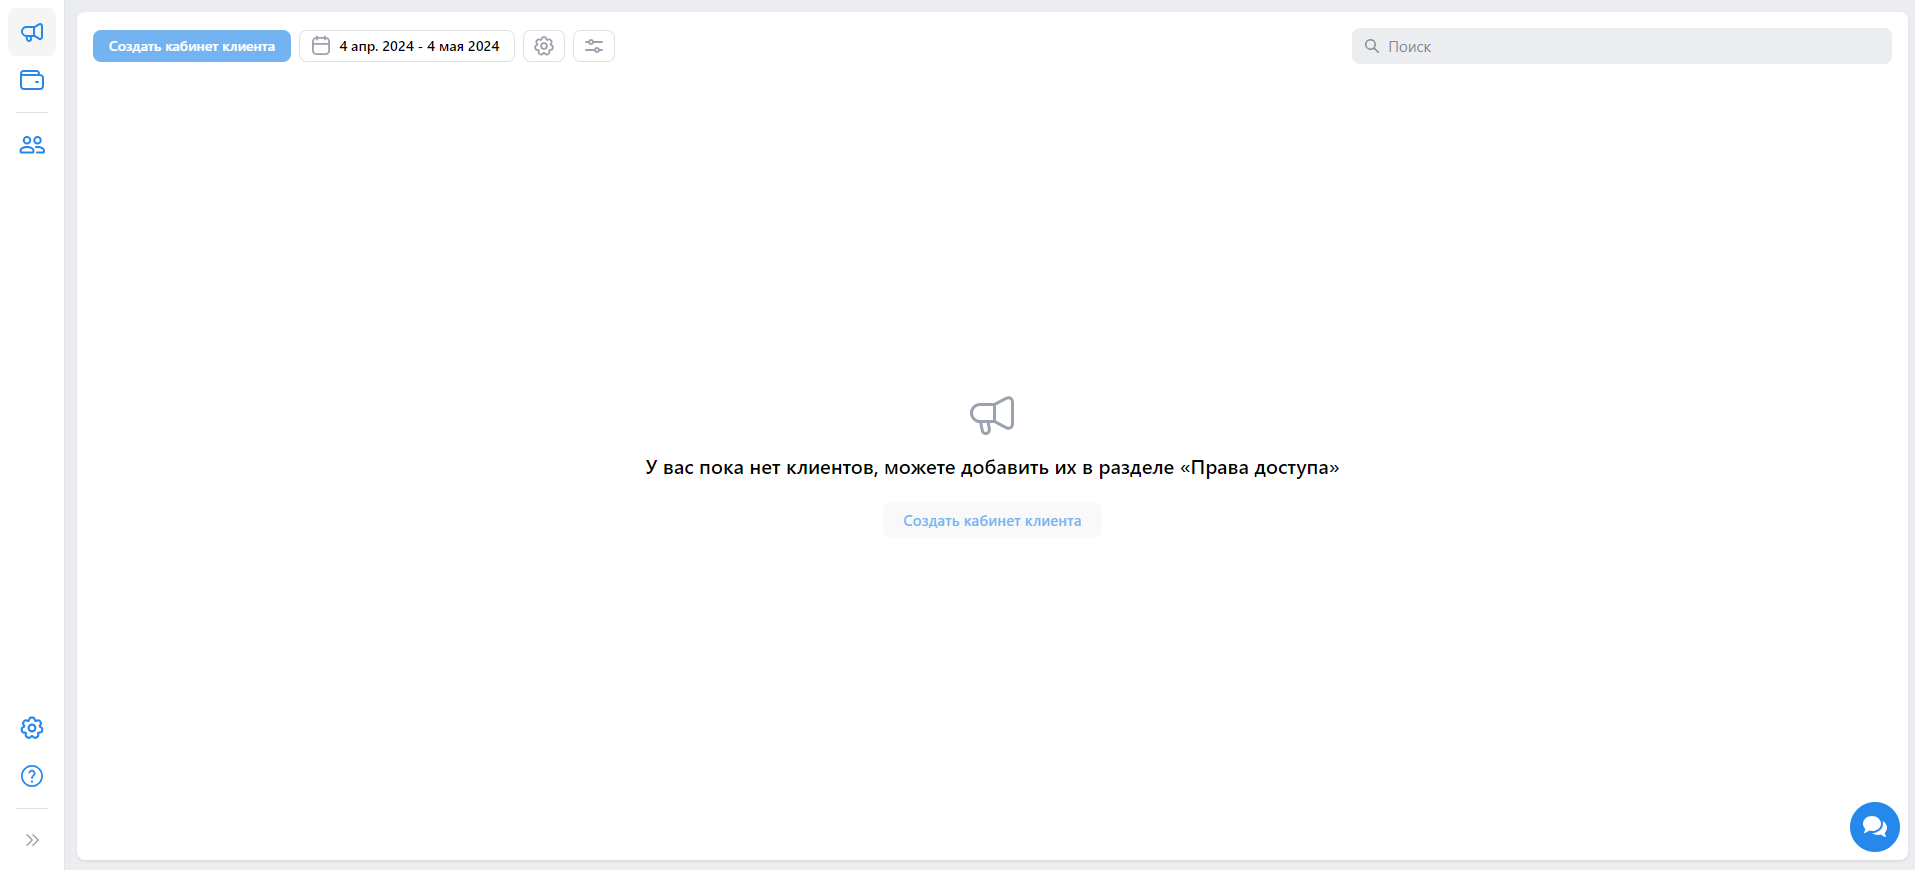 Создать кабинет клиента
4 апр. 2024 - 4 мая 2024
Поиск
У вас пока нет клиентов, можете добавить их в разделе «Права доступа»
Создать кабинет клиента